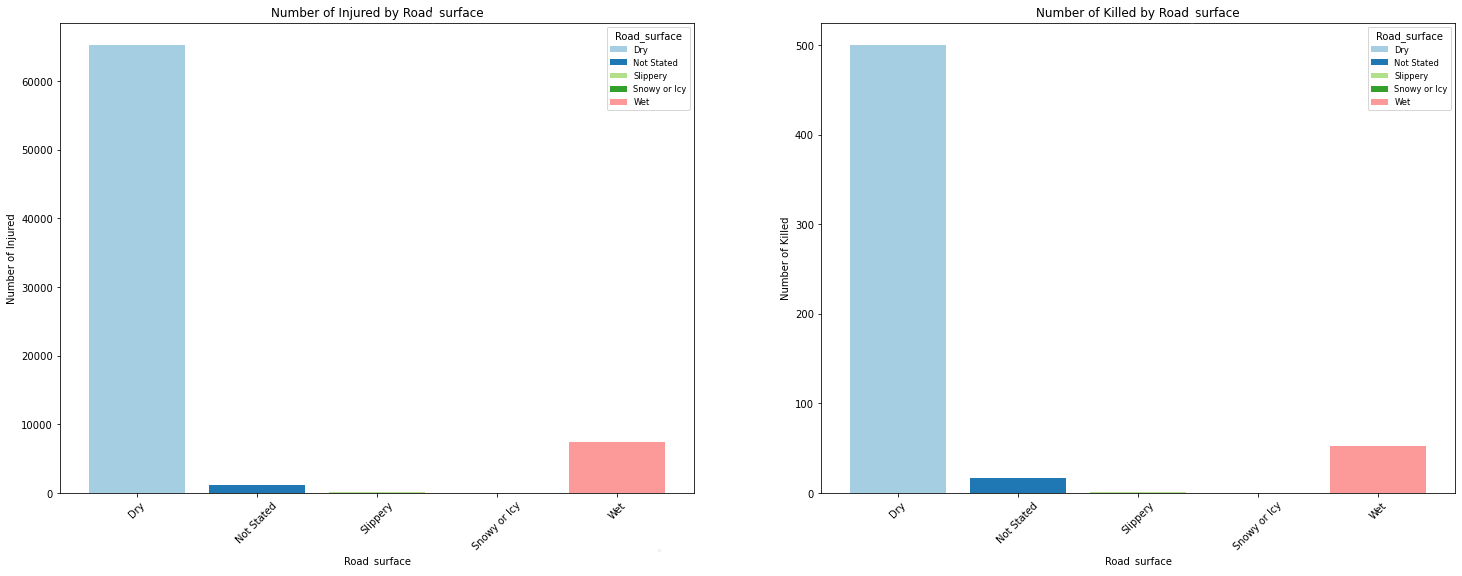 Number of Injured by Road_surface
Number of Injured
60000
50000
40000
30000
20000
10000
0
Road_surface
Dry
Not Stated
Slippery
Snowy or Icy
Wet
Dry
Not Stated
Slippery
Snowy or Icy
Wet
Road_surface
Number of Killed by Road_surface
Number of Killed
500
400
300
200
100
0
Road_surface
Dry
Not Stated
Slippery
Snowy or Icy
Wet
Dry
Not Stated
Slippery
Snowy or Icy
Wet
Road_surface